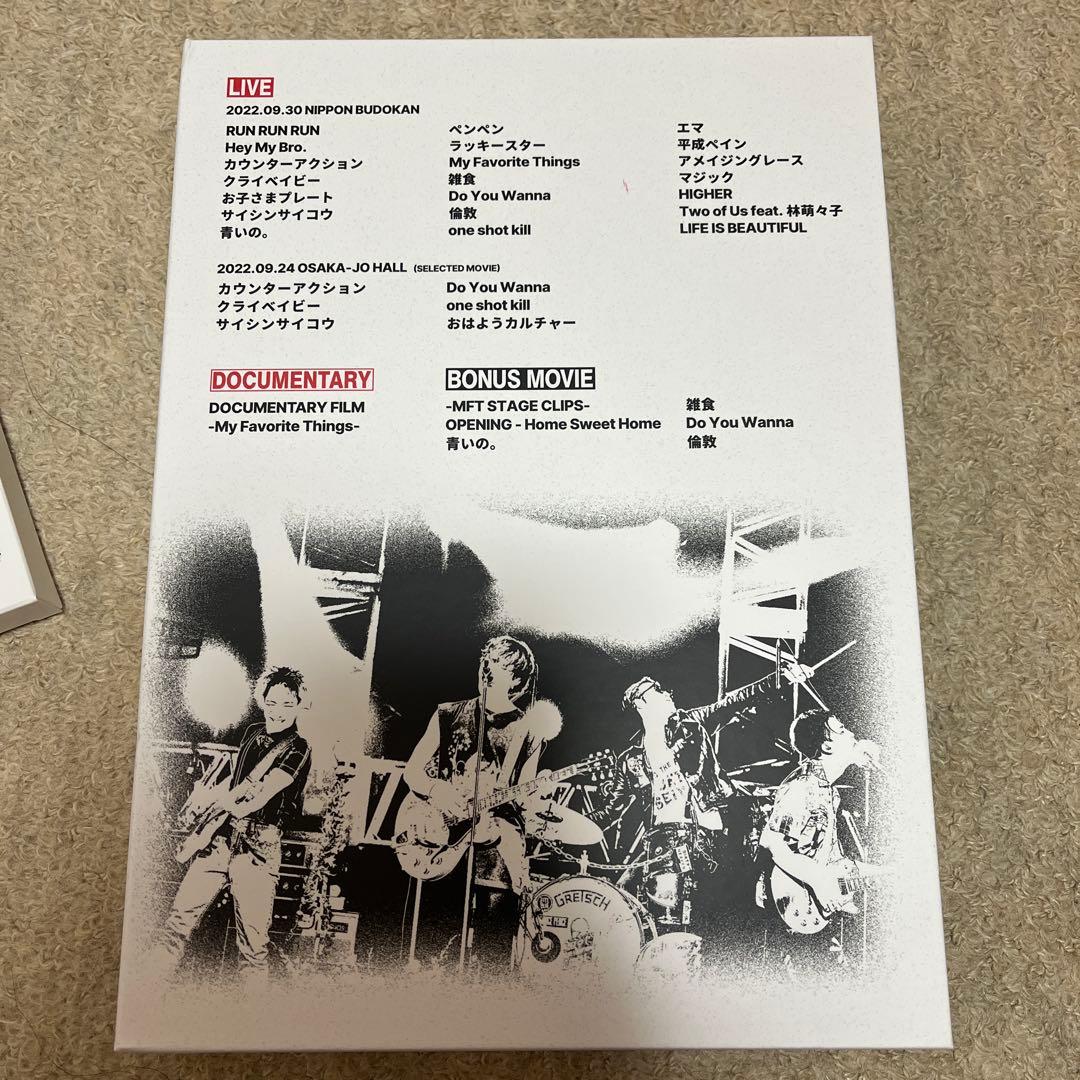 LIVE
2022.09.30 NIPPON BUDOKAN
RUN RUN RUN
Hey My Bro.
カウンターアクション
クライベイビー
お子さまプレート
サイシンサイコウ
青いの。
ペンペン
ラッキースター
My Favorite Things
雑食
Do You Wanna
倫敦
one shot kill
エマ
平成ペイン
アメイジングレース
マジック
HIGHER
Two of Us feat. 林萌々子
LIFE IS BEAUTIFUL
2022.09.24 OSAKA-JO HALL (SELECTED MOVIE)
カウンターアクション
クライベイビー
サイシンサイコウ
Do You Wanna
one shot kill
おはようカルチャー
DOCUMENTARY
DOCUMENTARY FILM
-My Favorite Things-
BONUS MOVIE
-MFT STAGE CLIPS-
OPENING - Home Sweet Home
青いの。
雑食
Do You Wanna
倫敦
GRETSCH